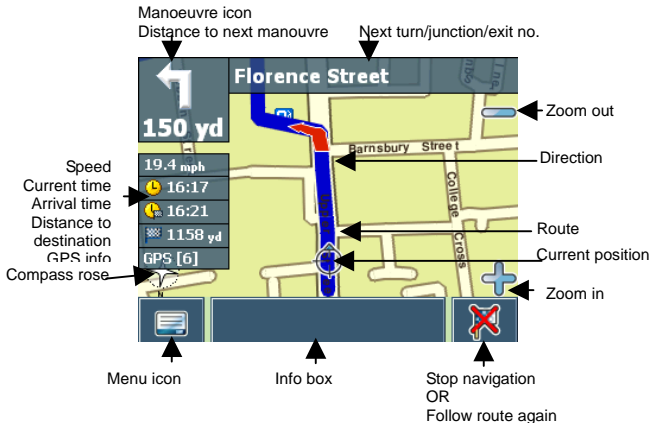 Manoeuvre icon
Distance to next manouvre
Next turn/junction/exit no.
Florence Street
150 yd
Zoom out
Barnsbury Street
Direction
Speed
Current time
Arrival time
Distance to
destination
GPS info
Compass rose
19.4 mph
16:17
16:21
1158 yd
GPS [6]
N
College
Cross
Route
Current position
Zoom in
Menu icon
Info box
Stop navigation
OR
Follow route again